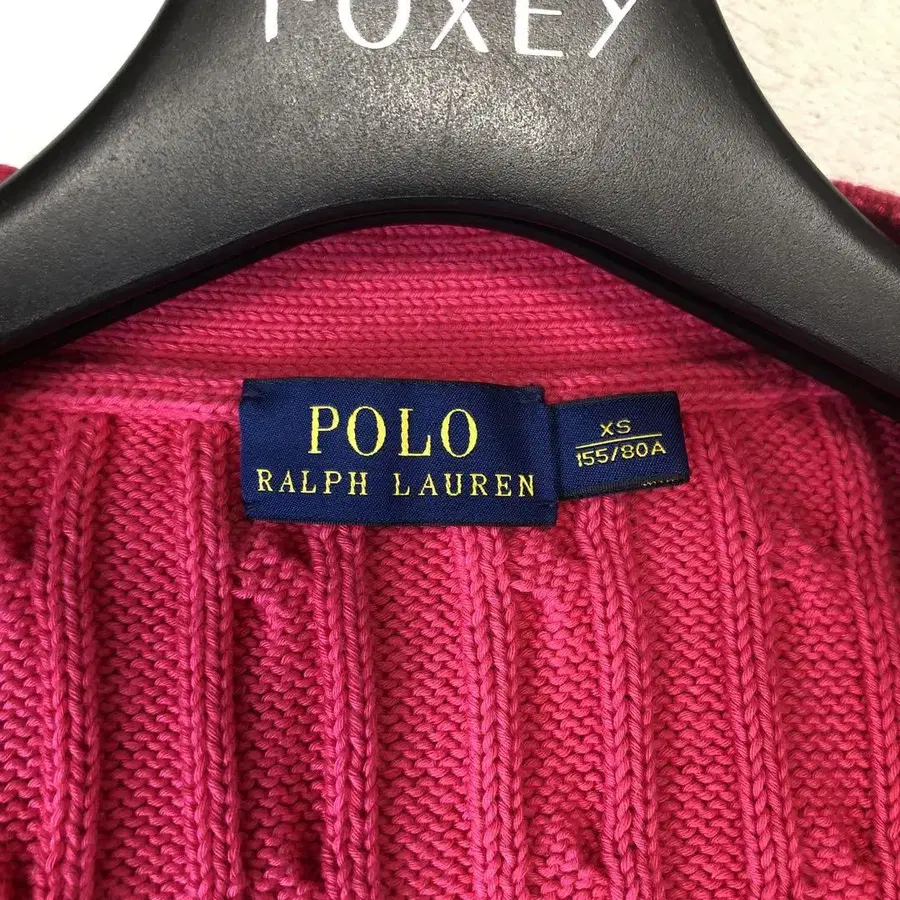 FOXEY
POLO
RALPH LAUREN
XS
155/80A